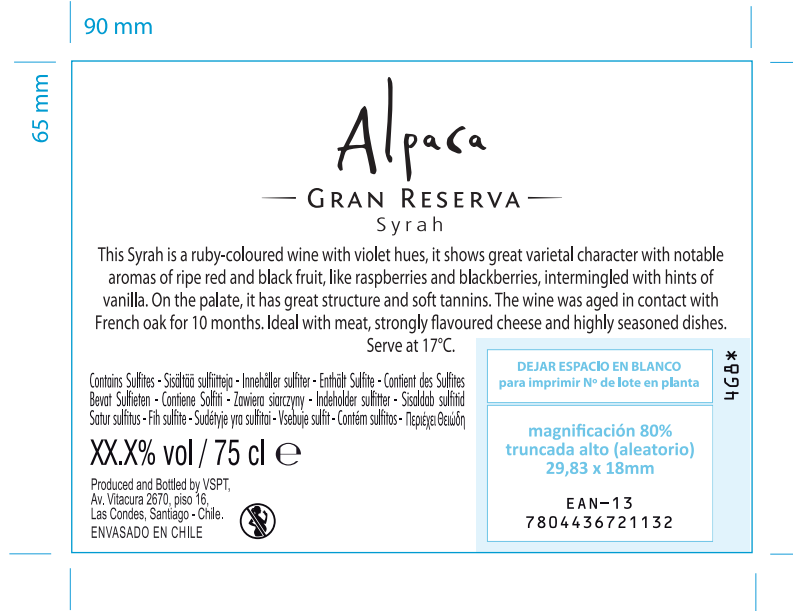 90 mm
65 mm
Alpaca
GRAN RESERVA
Syrah
This Syrah is a ruby-coloured wine with violet hues, it shows great varietal character with notable
aromas of ripe red and black fruit, like raspberries and blackberries, intermingled with hints of
vanilla. On the palate, it has great structure and soft tannins. The wine was aged in contact with
French oak for 10 months. Ideal with meat, strongly flavoured cheese and highly seasoned dishes.
Serve at 17°C.
Contains Sulfites - Sisältää sulfiitteja - Innehåller sulfiter - Enthält Sulfite - Contient des Sulfites
Bevat Sulfieten - Contiene Solfiti - Zawiera siarczyny - Indeholder sulfitter - Sisaldab sulfitid
Satur sulfitus - Fih sulfite - Sudėtyje yra sulfitai - Vsebuje sulfit - Contém sulfitos - Περιέχει Θειώδη
XX.X% vol / 75 cl ℮
Produced and Bottled by VSPT,
Av. Vitacura 2670, piso 16,
Las Condes, Santiago - Chile.
ENVASADO EN CHILE
DEJAR ESPACIO EN BLANCO
para imprimir Nº de lote en planta
4GB*
magnificación 80%
truncada alto (aleatorio)
29,83 x 18mm
EAN-13
7804436721132